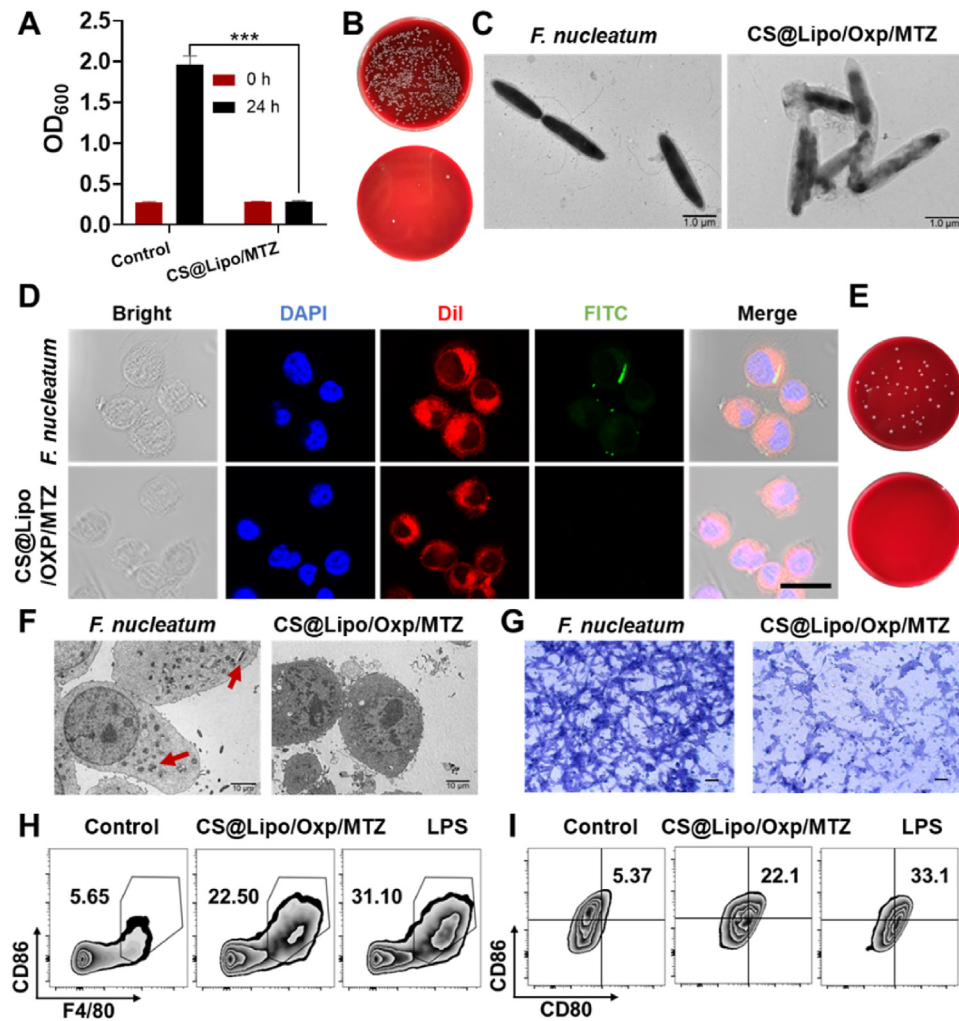 A
2.5
2.0
1.5
1.0
0.5
0.0
OD600
***
0 h
24 h
Control
CS@Lipo/MTZ
B
C
F. nucleatum
CS@Lipo/Oxp/MTZ
1.0 μm
1.0 μm
D
Bright
DAPI
DiI
FITC
Merge
F. nucleatum
CS@Lipo
/OXP/MTZ
E
F
F. nucleatum
CS@Lipo/Oxp/MTZ
10 μm
10 μm
G
F. nucleatum
CS@Lipo/Oxp/MTZ
H
Control
CS@Lipo/Oxp/MTZ
LPS
5.65
22.50
31.10
CD86
F4/80
I
Control
CS@Lipo/Oxp/MTZ
LPS
5.37
22.1
33.1
CD86
CD80